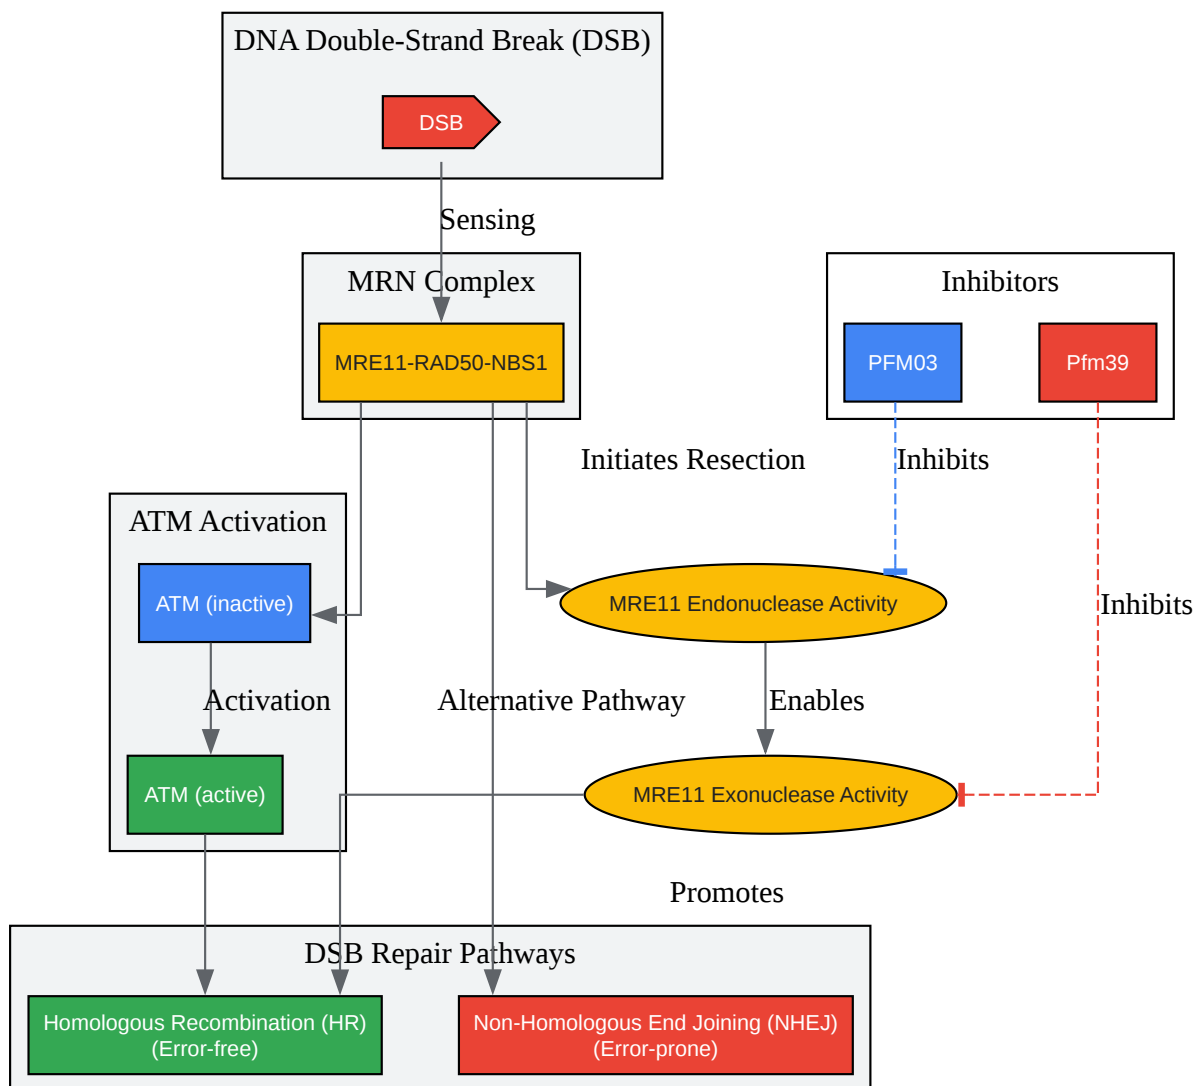 DNA Double-Strand Break (DSB)
DSB
Sensing
MRN Complex
MRE11-RAD50-NBS1
Inhibitors
PFM03
Pfm39
Initiates Resection
Inhibits
ATM Activation
ATM (inactive)
MRE11 Endonuclease Activity
Inhibits
Activation
Alternative Pathway
Enables
ATM (active)
MRE11 Exonuclease Activity
Promotes
DSB Repair Pathways
Homologous Recombination (HR)
(Error-free)
Non-Homologous End Joining (NHEJ)
(Error-prone)